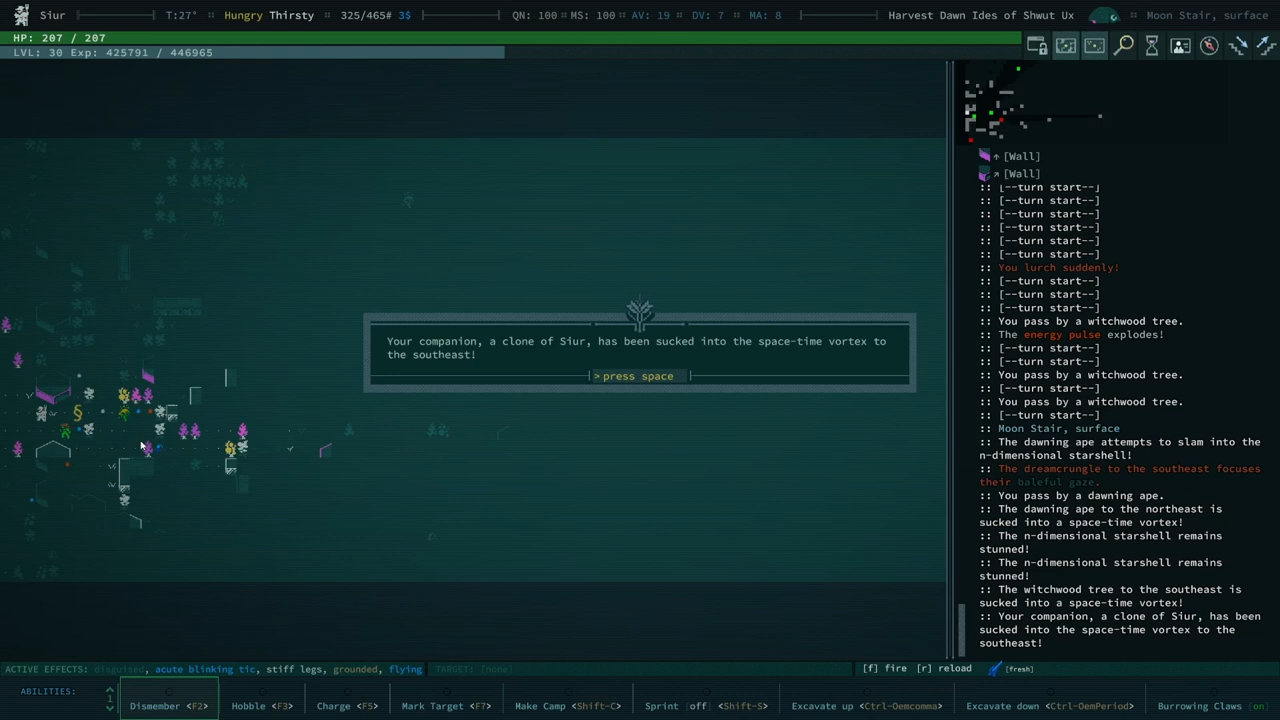 Siur T:27° Hungry Thirsty 325/465# 3$ QN: 100 MS: 100 AV: 19 DV: 7 MA: 8 Harvest Dawn Ides of Shwut Ux Moon Stair, surface
HP: 207 / 207
LVL: 30 Exp: 425791 / 446965
Your companion, a clone of Siur, has been sucked into the space-time vortex to
the southeast!
> press space
↑ [Wall]
↗ [Wall]
:: [--turn start--]
:: [--turn start--]
:: [--turn start--]
:: [--turn start--]
:: [--turn start--]
:: [--turn start--]
:: You lurch suddenly!
:: [--turn start--]
:: [--turn start--]
:: [--turn start--]
:: You pass by a witchwood tree.
:: The energy pulse explodes!
:: [--turn start--]
:: [--turn start--]
:: You pass by a witchwood tree.
:: [--turn start--]
:: You pass by a witchwood tree.
:: [--turn start--]
:: Moon Stair, surface
:: The dawning ape attempts to slam into the
n-dimensional starshell!
:: The dreamcrungle to the southeast focuses
their baleful gaze.
:: You pass by a dawning ape.
:: The dawning ape to the northeast is
sucked into a space-time vortex!
:: The n-dimensional starshell remains
stunned!
:: The n-dimensional starshell remains
stunned!
:: The witchwood tree to the southeast is
sucked into a space-time vortex!
:: Your companion, a clone of Siur, has been
sucked into the space-time vortex to the
southeast!
ACTIVE EFFECTS: disguised, acute blinking tic, stiff legs, grounded, flying TARGET: [none] [f] fire [r] reload [fresh]
ABILITIES: 1 Dismember <F2> Hobble <F3> Charge <F5> Mark Target <F7> Make Camp <Shift-C> Sprint [off] <Shift-S> Excavate up <Ctrl-Oemcomma> Excavate down <Ctrl-OemPeriod> Burrowing Claws [on]